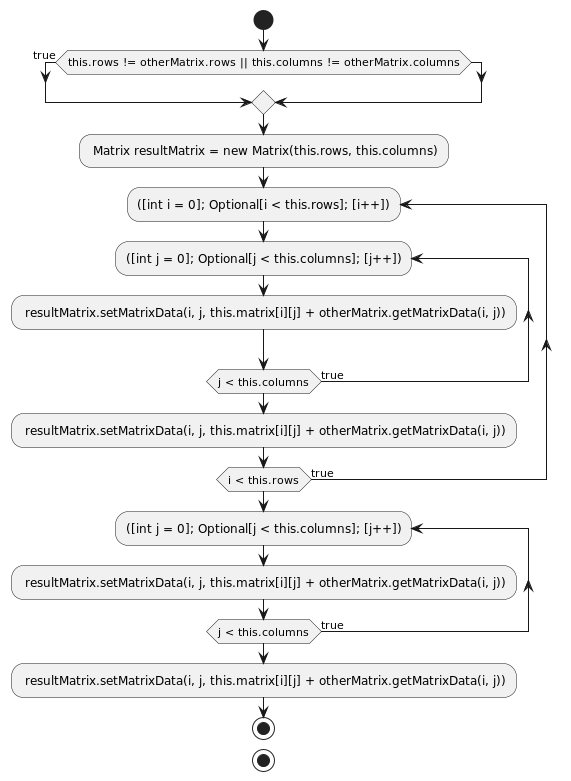 true
this.rows != otherMatrix.rows || this.columns != otherMatrix.columns
Matrix resultMatrix = new Matrix(this.rows, this.columns)
([int i = 0]; Optional[i < this.rows]; [i++])
([int j = 0]; Optional[j < this.columns]; [j++])
resultMatrix.setMatrixData(i, j, this.matrix[i][j] + otherMatrix.getMatrixData(i, j))
j < this.columns
true
resultMatrix.setMatrixData(i, j, this.matrix[i][j] + otherMatrix.getMatrixData(i, j))
i < this.rows
true
([int j = 0]; Optional[j < this.columns]; [j++])
resultMatrix.setMatrixData(i, j, this.matrix[i][j] + otherMatrix.getMatrixData(i, j))
j < this.columns
true
resultMatrix.setMatrixData(i, j, this.matrix[i][j] + otherMatrix.getMatrixData(i, j))